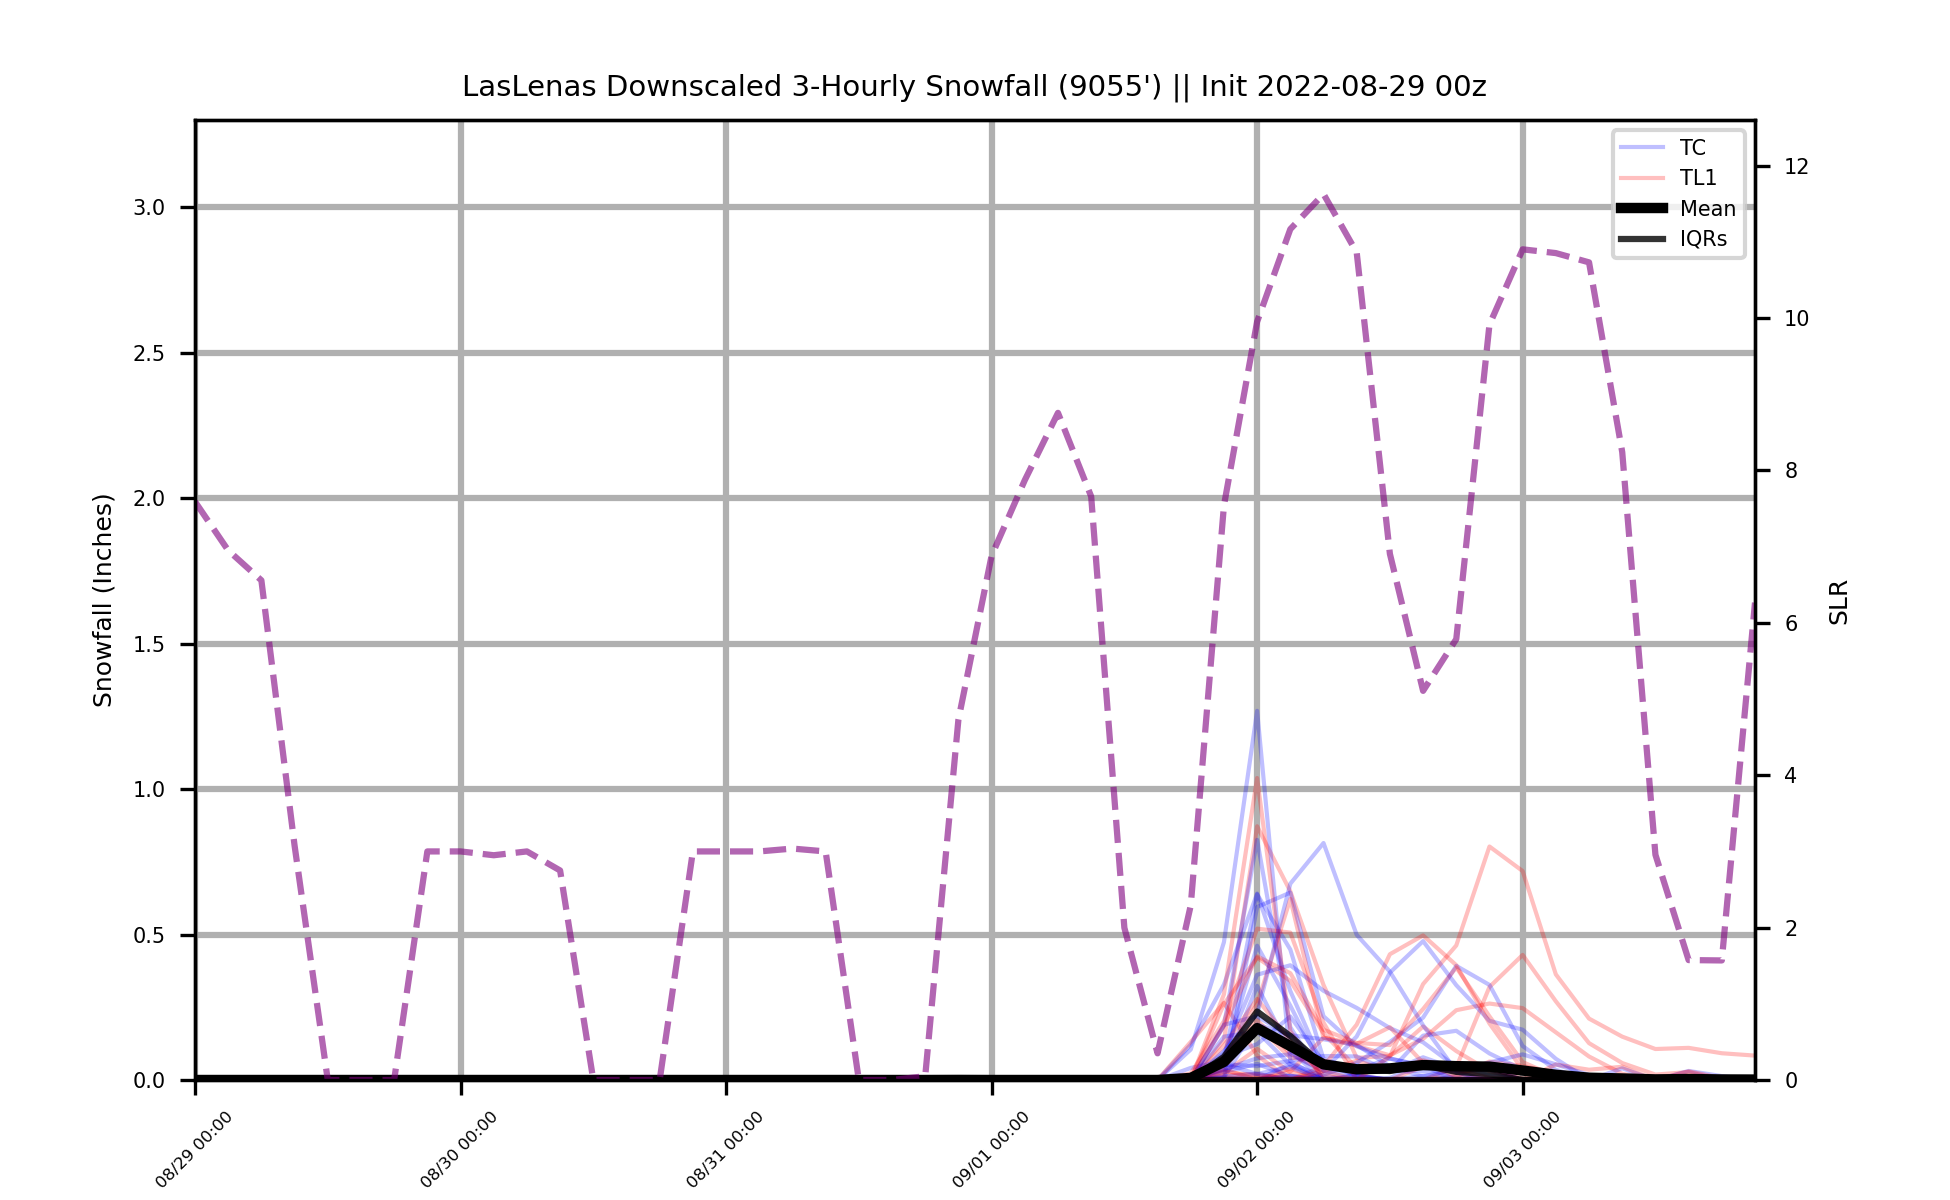 LasLenas Downscaled 3-Hourly Snowfall (9055') || Init 2022-08-29 00z
TC
TL1
Mean
IQRs
Snowfall (Inches)
3.0
2.5
2.0
1.5
1.0
0.5
0.0
12
10
8
6
4
2
0
SLR
08/29 00:00
08/30 00:00
08/31 00:00
09/01 00:00
09/02 00:00
09/03 00:00